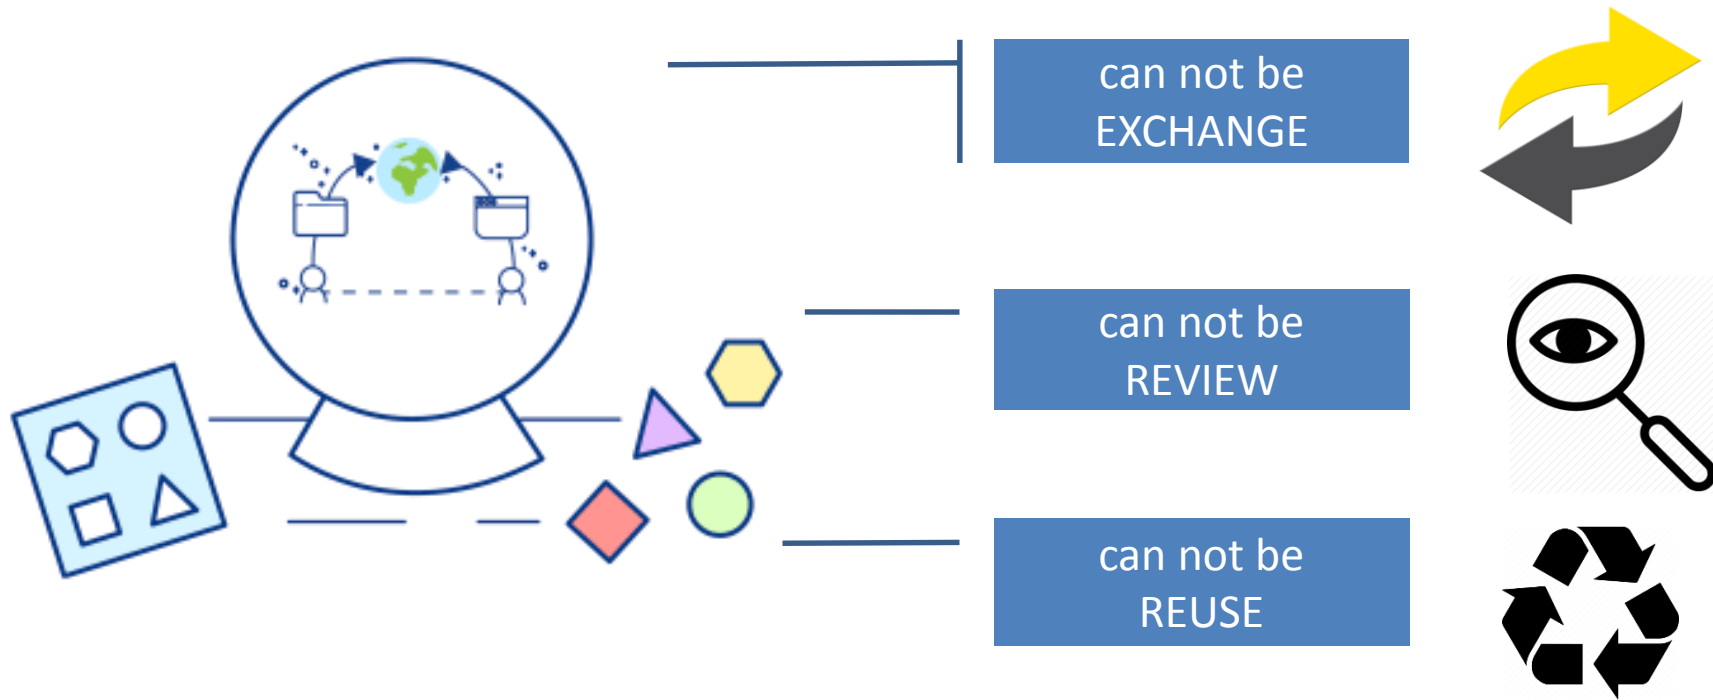 can not be
EXCHANGE
can not be
REVIEW
can not be
REUSE